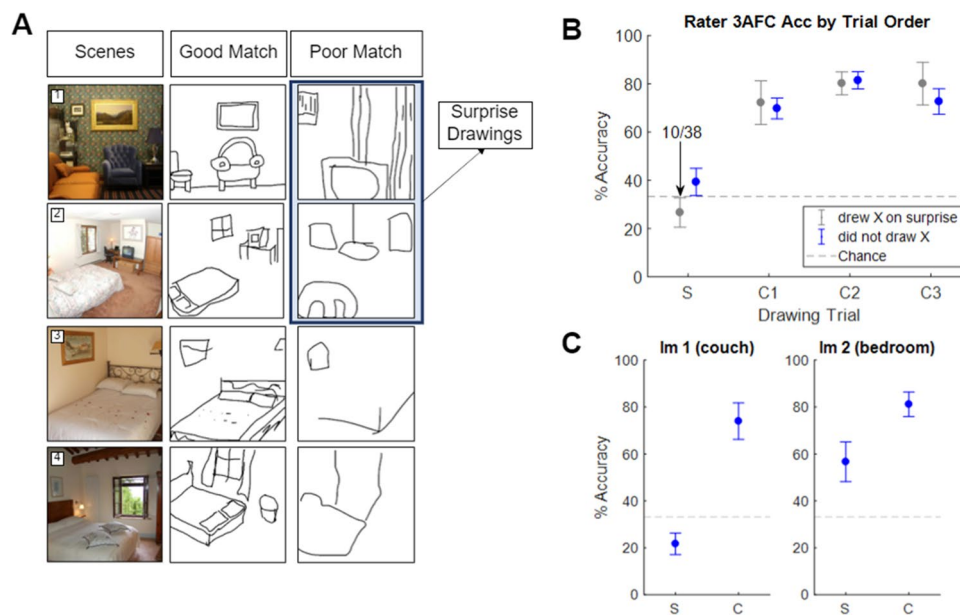 A
Scenes
Good Match
Poor Match
1
2
3
4
Surprise
Drawings
B
Rater 3AFC Acc by Trial Order
% Accuracy
100
80
60
40
20
0
10/38
drew X on surprise
did not draw X
Chance
S C1 C2 C3
Drawing Trial
C
Im 1 (couch)
% Accuracy
100
80
60
40
20
0
S C
Im 2 (bedroom)
100
80
60
40
20
0
S C